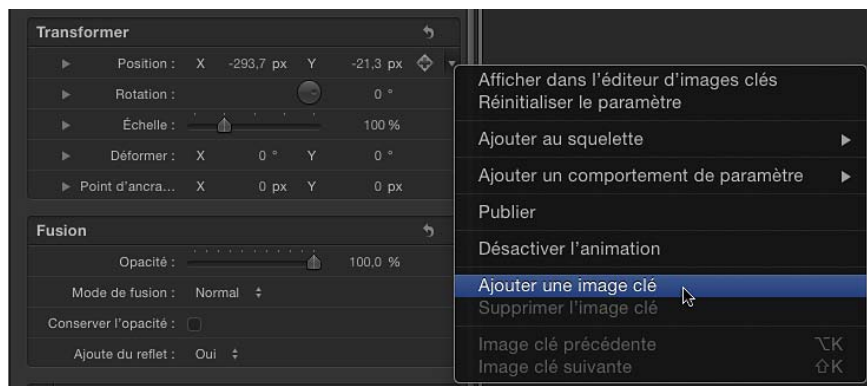 Transformer
Position : X -293,7 px Y -21,3 px
Rotation : 0 °
Échelle : 100 %
Déformer : X 0 ° Y 0 °
Point d'ancra... X 0 px Y 0 px
Fusion
Opacité : 100,0 %
Mode de fusion : Normal
Conserver l'opacité :
Ajoute du reflet : Oui
Afficher dans l'éditeur d'images clés
Réinitialiser le paramètre
Ajouter au squelette
Ajouter un comportement de paramètre
Publier
Désactiver l'animation
Ajouter une image clé
Supprimer l'image clé
Image clé précédente ⌥K
Image clé suivante ⇧K